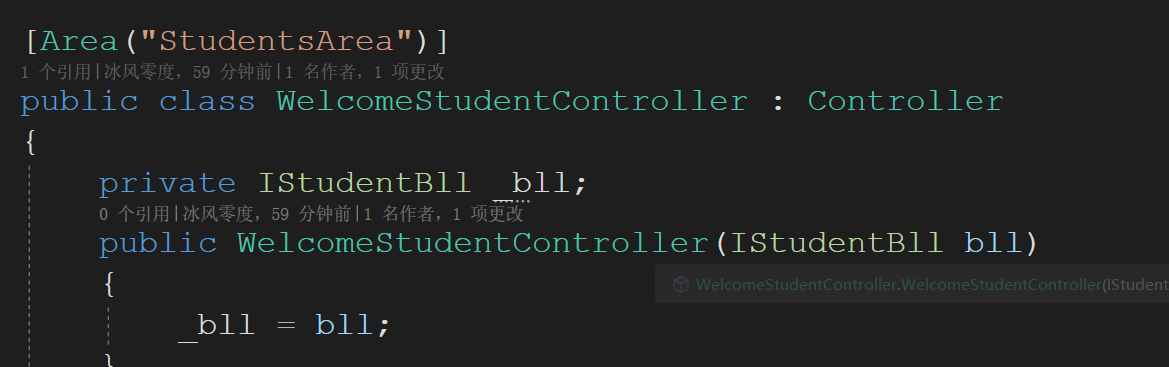 [Area("StudentsArea")]
1 个引用|冰风零度，59 分钟前|1 名作者，1 项更改
public class WelcomeStudentController : Controller
{
private IStudentBll _bll;
0 个引用|冰风零度，59 分钟前|1 名作者，1 项更改
public WelcomeStudentController(IStudentBll bll)
{
WelcomeStudentController.WelcomeStudentController(IStudent
_bll = bll;
}